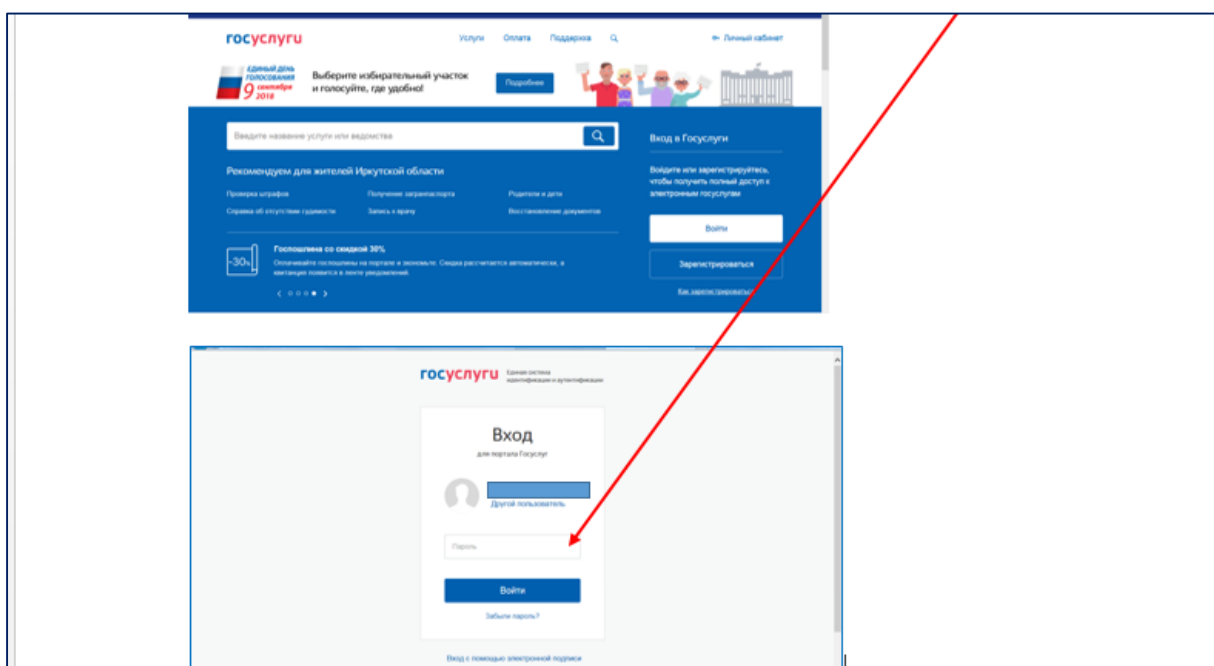 госуслуги
Услуги Оплата Поддержка Личный кабинет
ЕДИНЫЙ ДЕНЬ
ГОЛОСОВАНИЯ
9 сентября
2018
Выберите избирательный участок
и голосуйте, где удобно!
Подробнее
Введите название услуги или ведомства
Рекомендуем для жителей Иркутской области
Проверка штрафов Получение загранпаспорта Родители и дети
Справка об отсутствии судимости Запись к врачу Восстановление документов
-30%
Госпошлина со скидкой 30%
Оплачивайте госпошлины на портале и экономьте. Скидка рассчитается автоматически, а
квитанция появится в ленте уведомлений.
Вход в Госуслуги
Войдите или зарегистрируйтесь,
чтобы получить полный доступ к
электронным госуслугам
Войти
Зарегистрироваться
Как зарегистрироваться
госуслуги
Единая система
идентификации и аутентификации
Вход
для портала Госуслуг
Другой пользователь
Пароль
Войти
Забыли пароль?
Вход с помощью электронной подписи